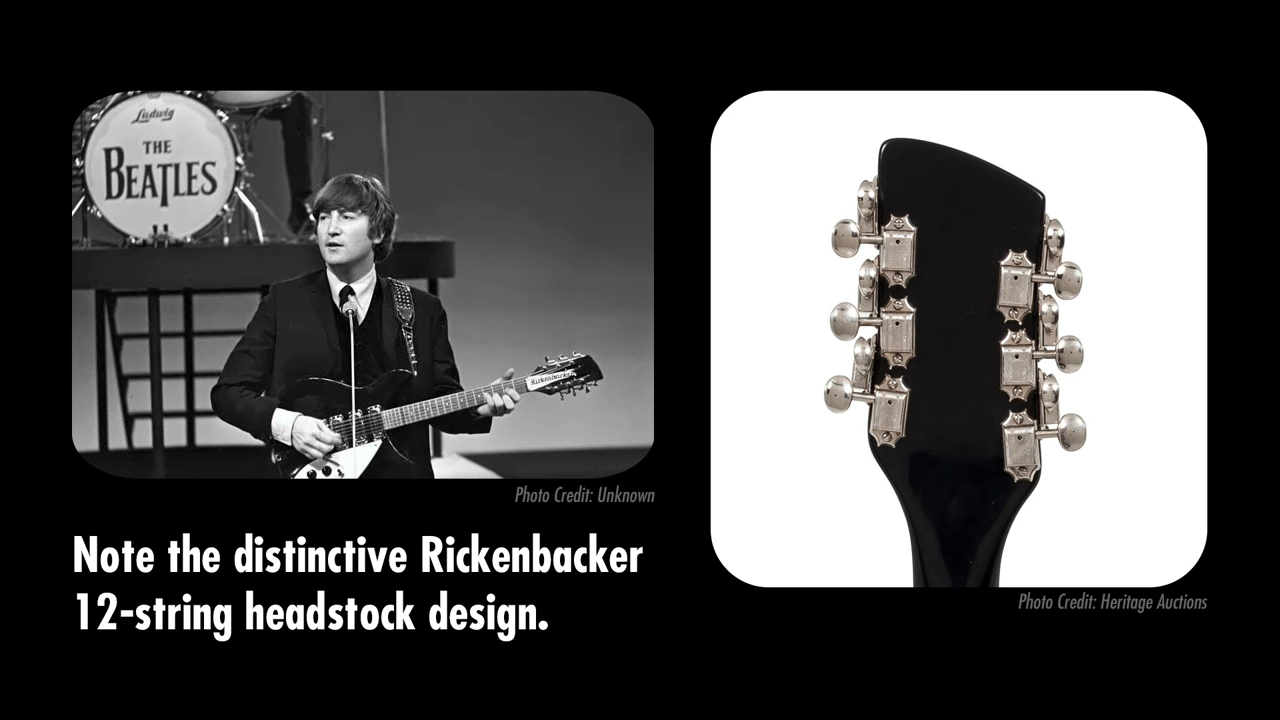 Ludwig
THE
BEATLES
Rickenbacker
Photo Credit: Unknown
Note the distinctive Rickenbacker
12-string headstock design.
Photo Credit: Heritage Auctions